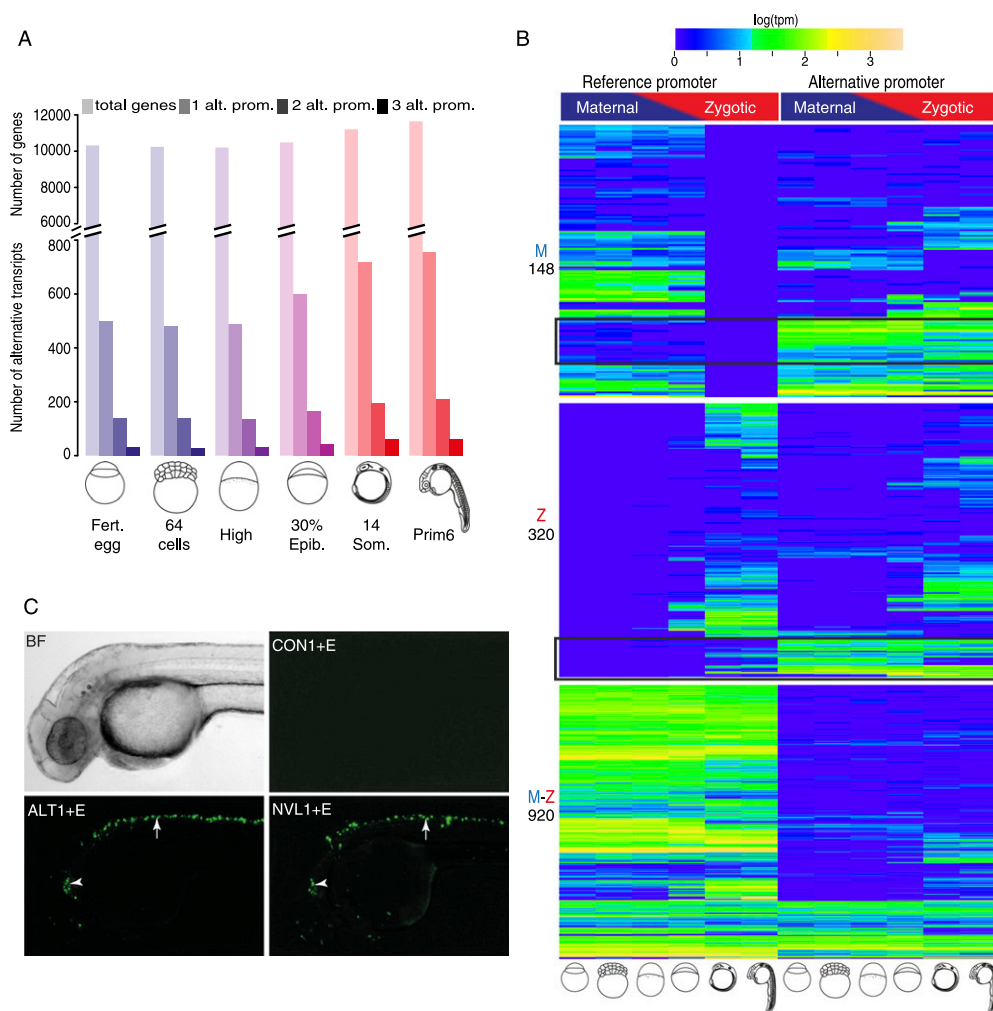 A
total genes 1 alt. prom. 2 alt. prom. 3 alt. prom.
Number of genes
12000
10000
8000
6000
Number of alternative transcripts
800
600
400
200
0
Fert. egg
64 cells
High
30% Epib.
14 Som.
Prim6
B
log(tpm)
0 1 2 3
Reference promoter Alternative promoter
Maternal Zygotic Maternal Zygotic
M
148
Z
320
M-Z
920
C
BF
CON1+E
ALT1+E
NVL1+E